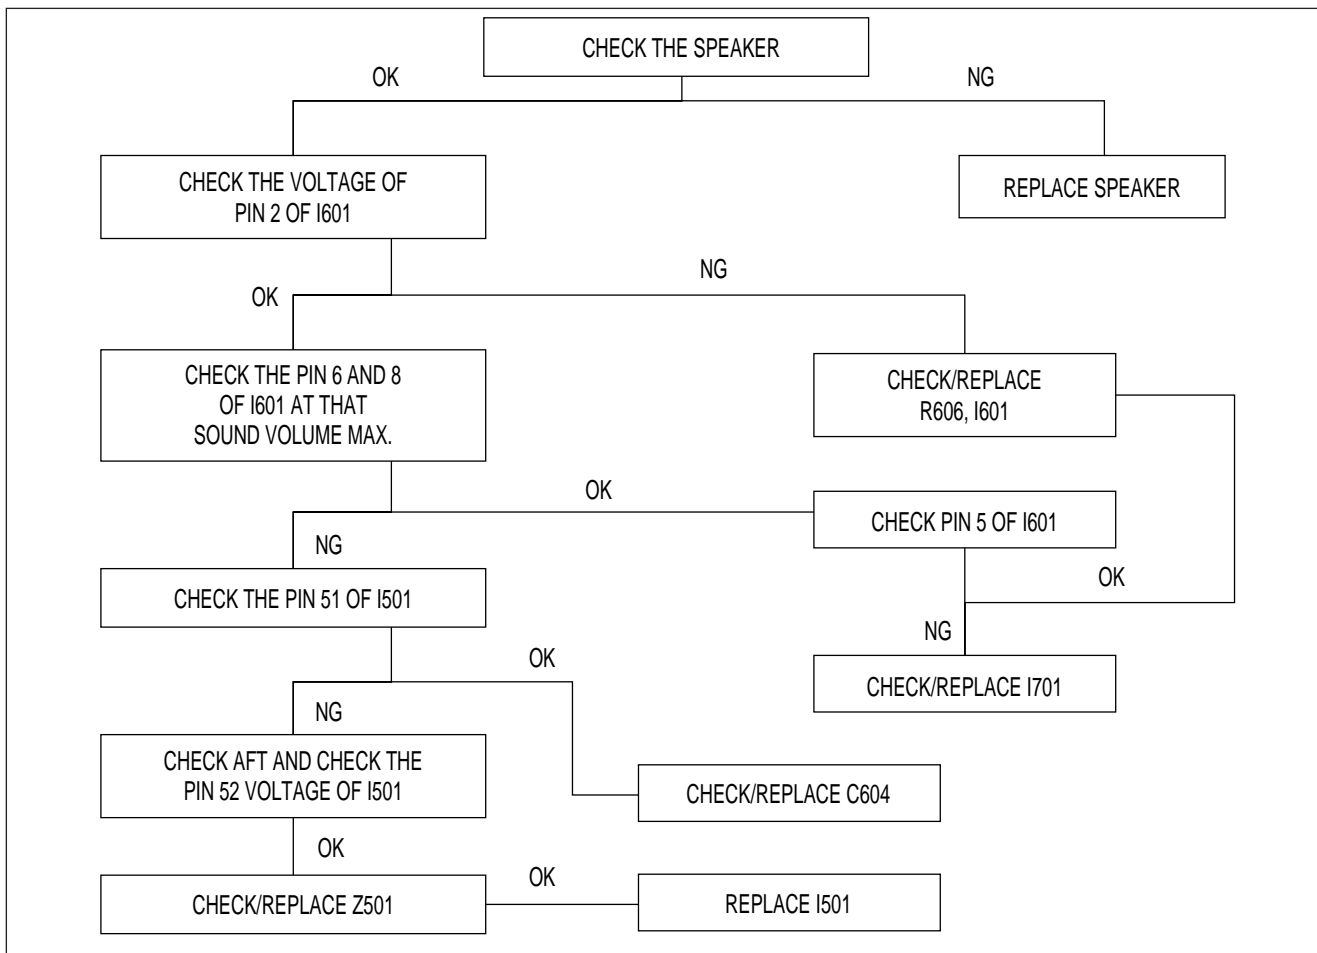 CHECK THE SPEAKER
OK
NG
CHECK THE VOLTAGE OF
PIN 2 OF I601
REPLACE SPEAKER
NG
OK
CHECK THE PIN 6 AND 8
OF I601 AT THAT
SOUND VOLUME MAX.
CHECK/REPLACE
R606, I601
OK
CHECK PIN 5 OF I601
NG
CHECK THE PIN 51 OF I501
OK
NG
OK
CHECK/REPLACE I701
NG
CHECK AFT AND CHECK THE
PIN 52 VOLTAGE OF I501
CHECK/REPLACE C604
OK
CHECK/REPLACE Z501
OK
REPLACE I501